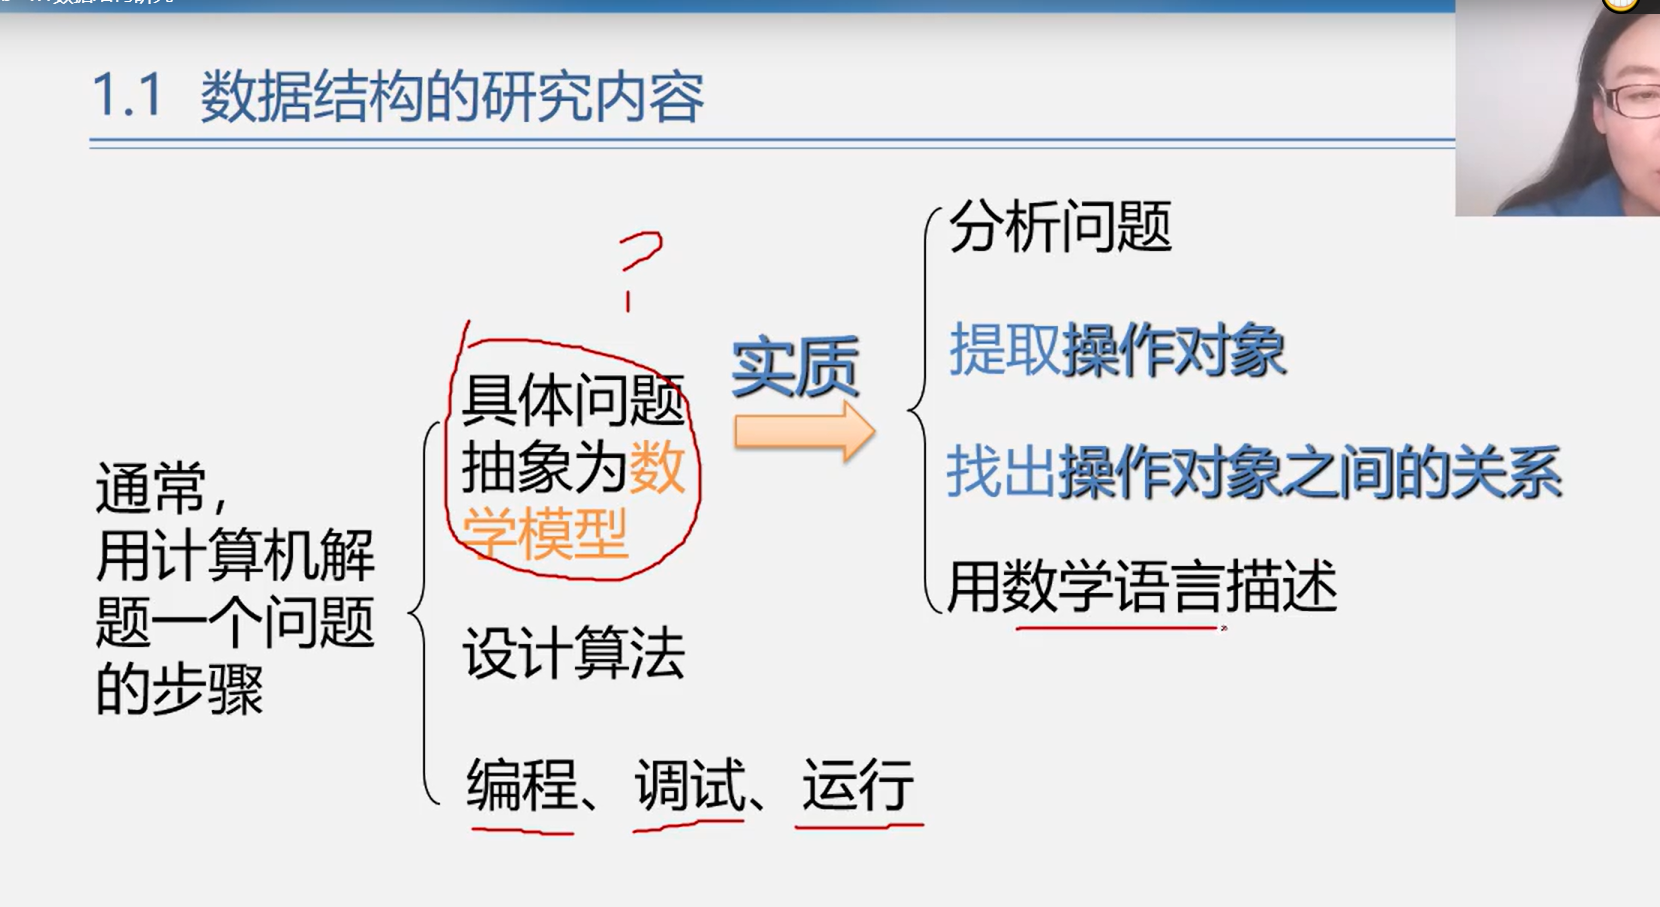 1.1 数据结构的研究内容
通常，
用计算机解
题一个问题
的步骤
具体问题
抽象为数
学模型
设计算法
编程、调试、运行
?
实质
分析问题
提取操作对象
找出操作对象之间的关系
用数学语言描述